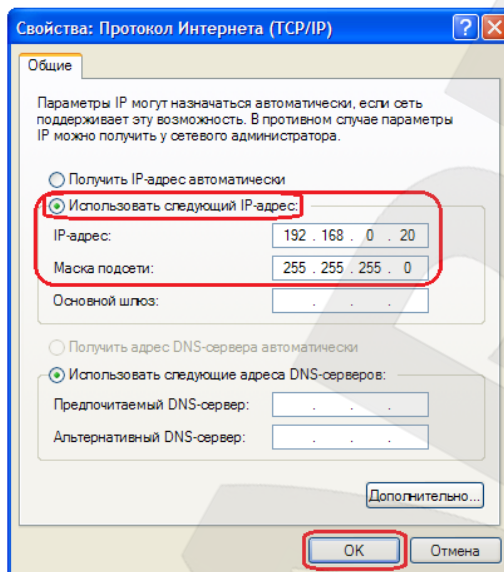 Свойства: Протокол Интернета (TCP/IP)
Общие
Параметры IP могут назначаться автоматически, если сеть
поддерживает эту возможность. В противном случае параметры
IP можно получить у сетевого администратора.
Получить IP-адрес автоматически
Использовать следующий IP-адрес:
IP-адрес: 192 . 168 . 0 . 20
Маска подсети: 255 . 255 . 255 . 0
Основной шлюз: . . .
Получить адрес DNS-сервера автоматически
Использовать следующие адреса DNS-серверов:
Предпочитаемый DNS-сервер: . . .
Альтернативный DNS-сервер: . . .
Дополнительно...
OK Отмена